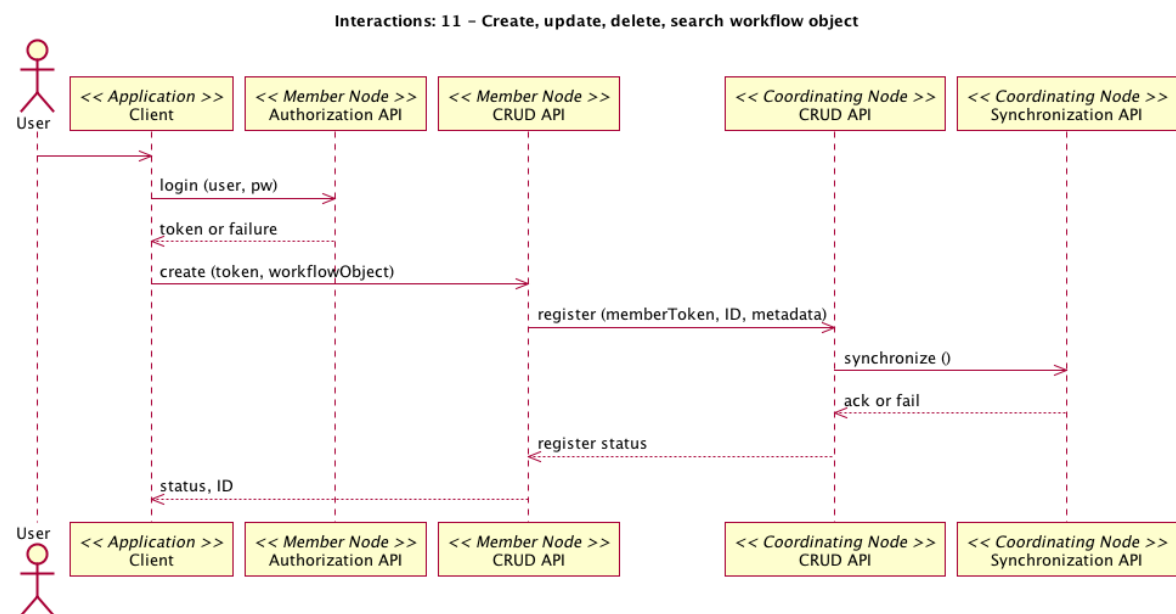 Interactions: 11 – Create, update, delete, search workflow object
User
<< Application >>
Client
<< Member Node >>
Authorization API
<< Member Node >>
CRUD API
<< Coordinating Node >>
CRUD API
<< Coordinating Node >>
Synchronization API
login (user, pw)
token or failure
create (token, workflowObject)
register (memberToken, ID, metadata)
synchronize ()
ack or fail
register status
status, ID
User
<< Application >>
Client
<< Member Node >>
Authorization API
<< Member Node >>
CRUD API
<< Coordinating Node >>
CRUD API
<< Coordinating Node >>
Synchronization API